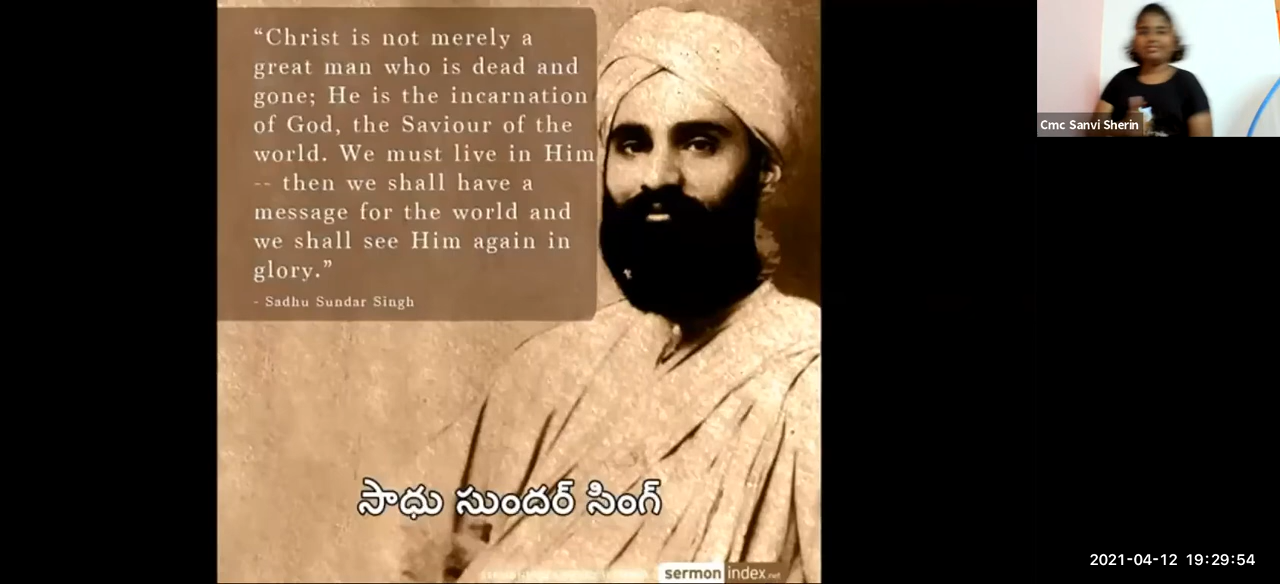 “Christ is not merely a
great man who is dead and
gone; He is the incarnation
of God, the Saviour of the
world. We must live in Him
-- then we shall have a
message for the world and
we shall see Him again in
glory.”
- Sadhu Sundar Singh
సాధు సుందర్ సింగ్
sermonindex.net
Cmc Sanvi Sherin
2021-04-12 19:29:54